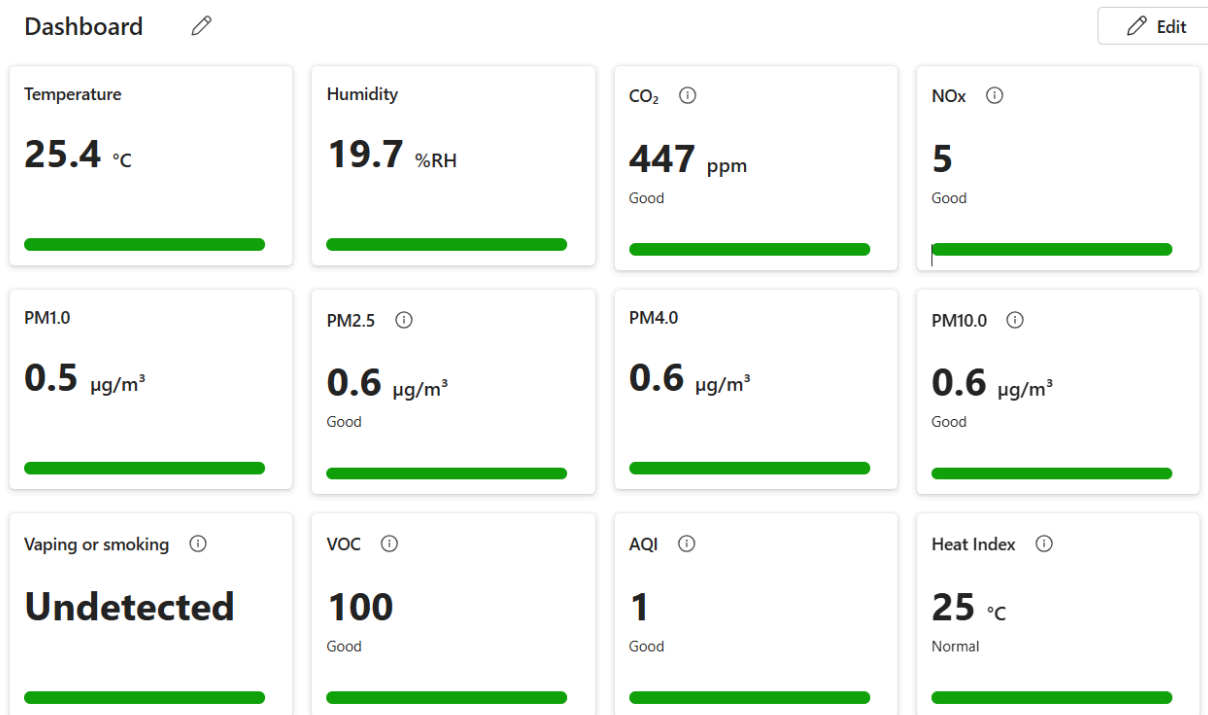 Dashboard
Edit
Temperature
25.4 °C
Humidity
19.7 %RH
CO₂
447 ppm
Good
NOx
5
Good
PM1.0
0.5 µg/m³
PM2.5
0.6 µg/m³
Good
PM4.0
0.6 µg/m³
PM10.0
0.6 µg/m³
Good
Vaping or smoking
Undetected
VOC
100
Good
AQI
1
Good
Heat Index
25 °C
Normal